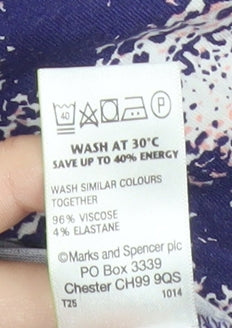 40 P
WASH AT 30°C
SAVE UP TO 40% ENERGY
WASH SIMILAR COLOURS
TOGETHER
96% VISCOSE
4% ELASTANE
©Marks and Spencer plc
PO Box 3339
Chester CH99 9QS
T25 1014